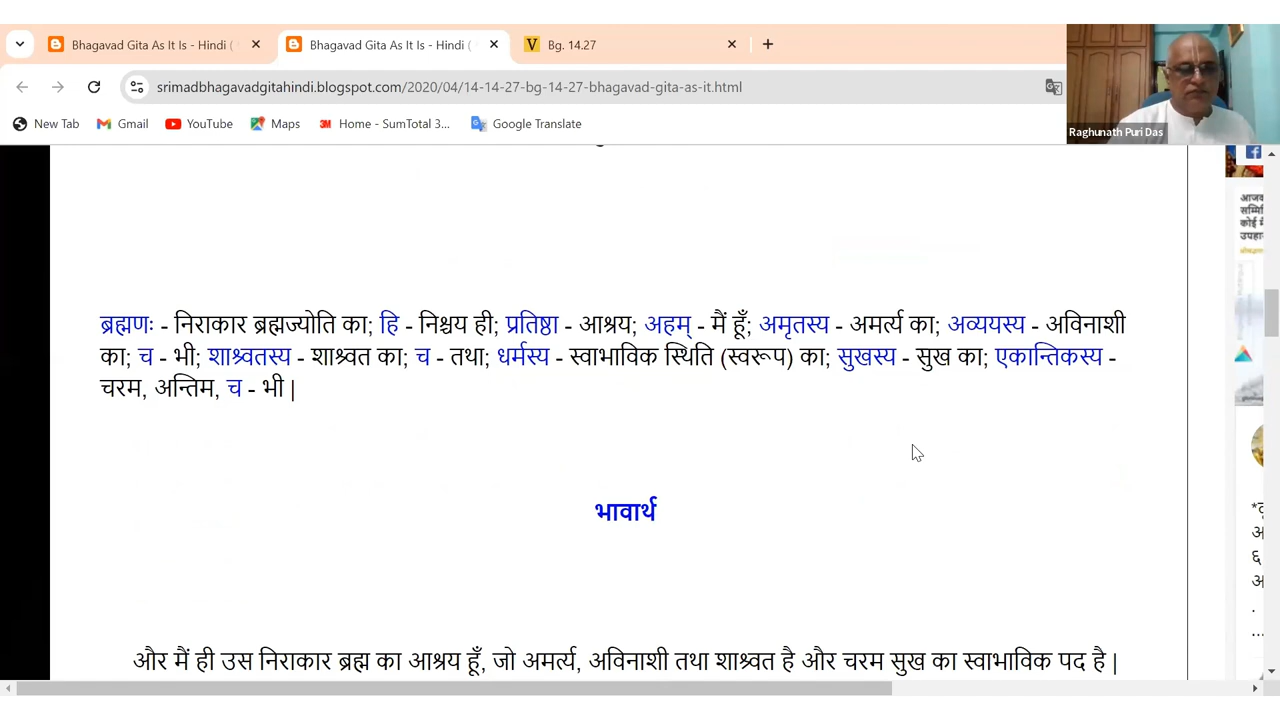 Bhagavad Gita As It Is - Hindi (
Bhagavad Gita As It Is - Hindi (
Bg. 14.27
srimadbhagavadgitahindi.blogspot.com/2020/04/14-14-27-bg-14-27-bhagavad-gita-as-it.html
New Tab
Gmail
YouTube
Maps
Home - SumTotal 3...
Google Translate
Raghunath Puri Das
ब्रह्मणः - निराकार ब्रह्मज्योति का; हि - निश्चय ही; प्रतिष्ठा - आश्रय; अहम् - मैं हूँ; अमृतस्य - अमर्त्य का; अव्ययस्य - अविनाशी
का; च - भी; शाश्र्वतस्य - शाश्र्वत का; च - तथा; धर्मस्य - स्वाभाविक स्थिति (स्वरूप) का; सुखस्य - सुख का; एकान्तिकस्य -
चरम, अन्तिम, च - भी |
भावार्थ
और मैं ही उस निराकार ब्रह्म का आश्रय हूँ, जो अमर्त्य, अविनाशी तथा शाश्र्वत है और चरम सुख का स्वाभाविक पद है |